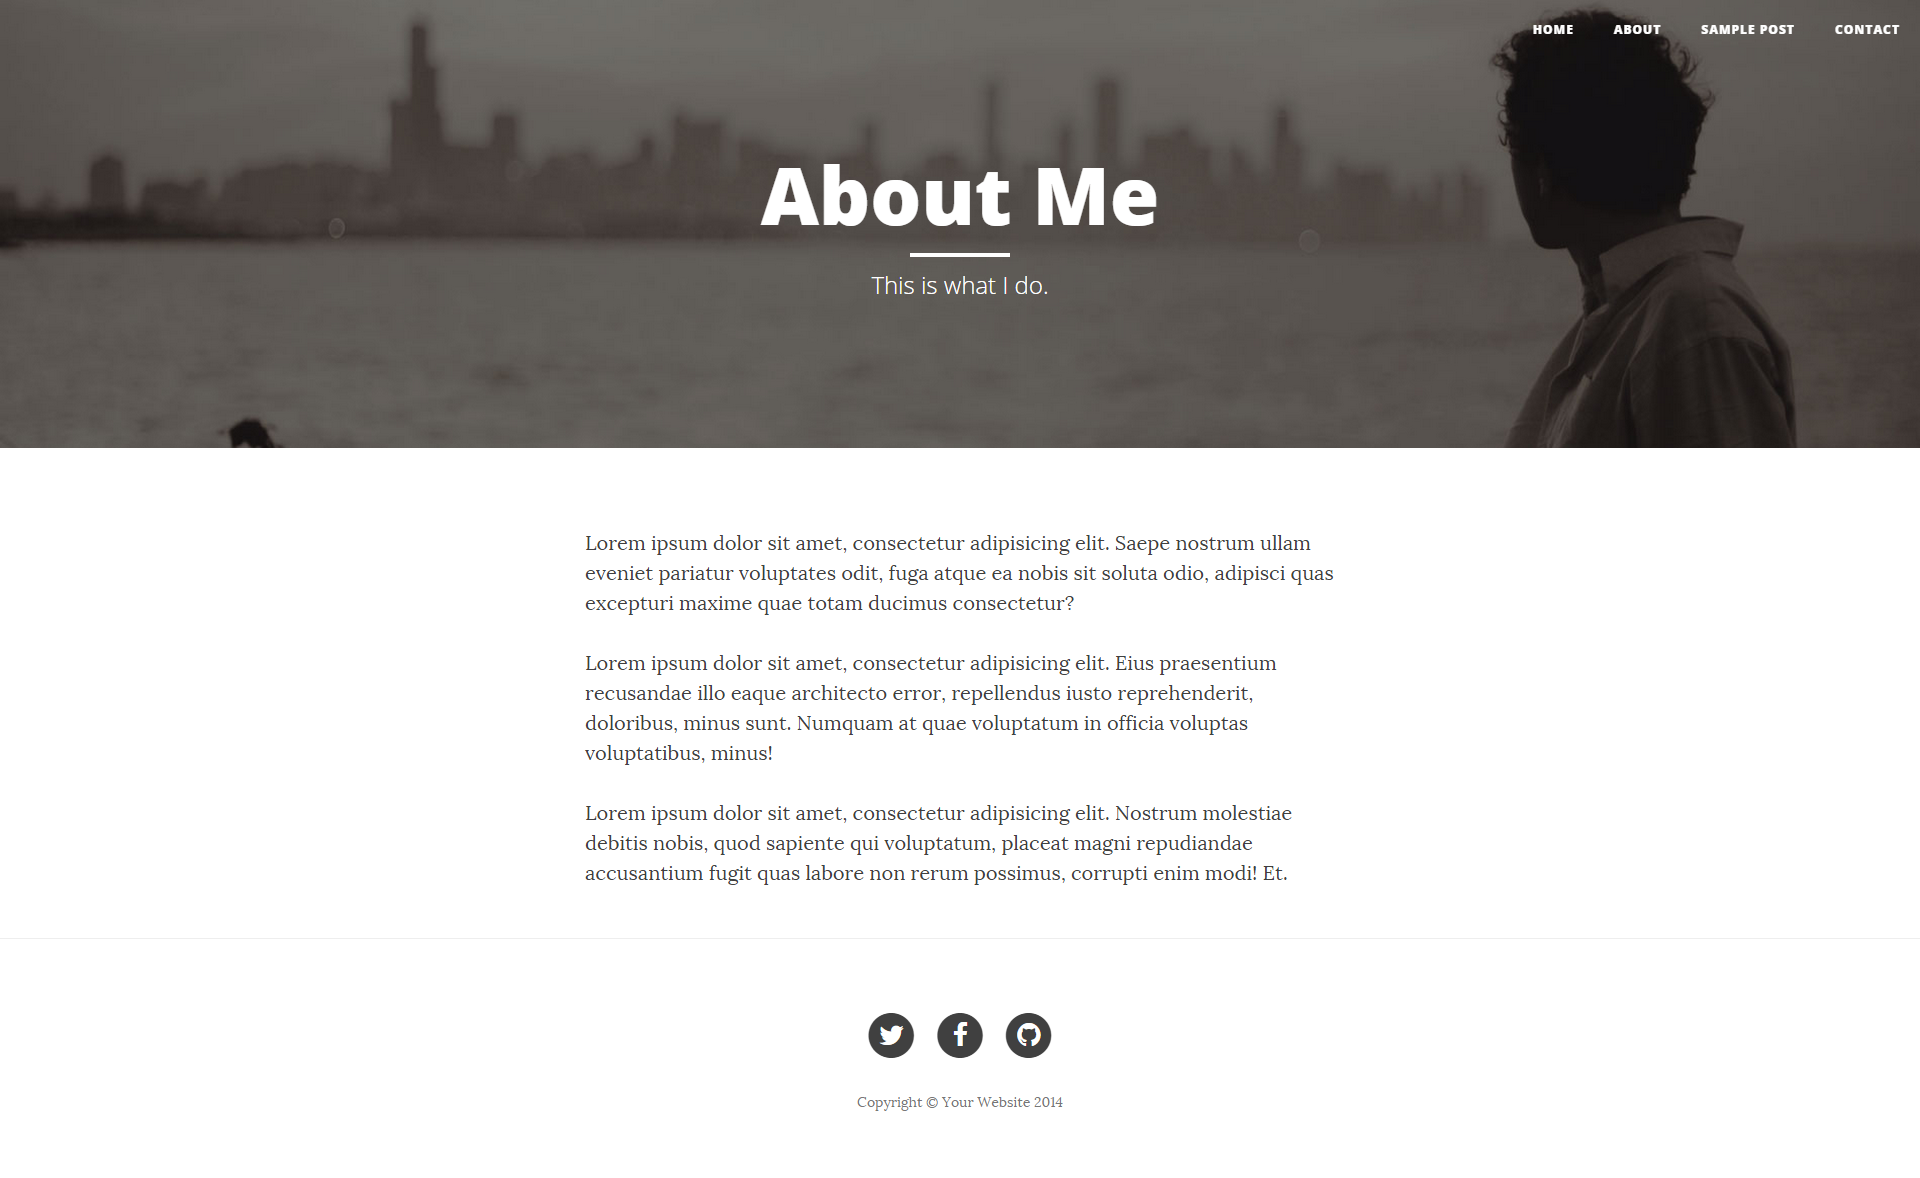 HOME ABOUT SAMPLE POST CONTACT
About Me
This is what I do.
Lorem ipsum dolor sit amet, consectetur adipisicing elit. Saepe nostrum ullam
eveniet pariatur voluptates odit, fuga atque ea nobis sit soluta odio, adipisci quas
excepturi maxime quae totam ducimus consectetur?
Lorem ipsum dolor sit amet, consectetur adipisicing elit. Eius praesentium
recusandae illo eaque architecto error, repellendus iusto reprehenderit,
doloribus, minus sunt. Numquam at quae voluptatum in officia voluptas
voluptatibus, minus!
Lorem ipsum dolor sit amet, consectetur adipisicing elit. Nostrum molestiae
debitis nobis, quod sapiente qui voluptatum, placeat magni repudiandae
accusantium fugit quas labore non rerum possimus, corrupti enim modi! Et.
Copyright © Your Website 2014